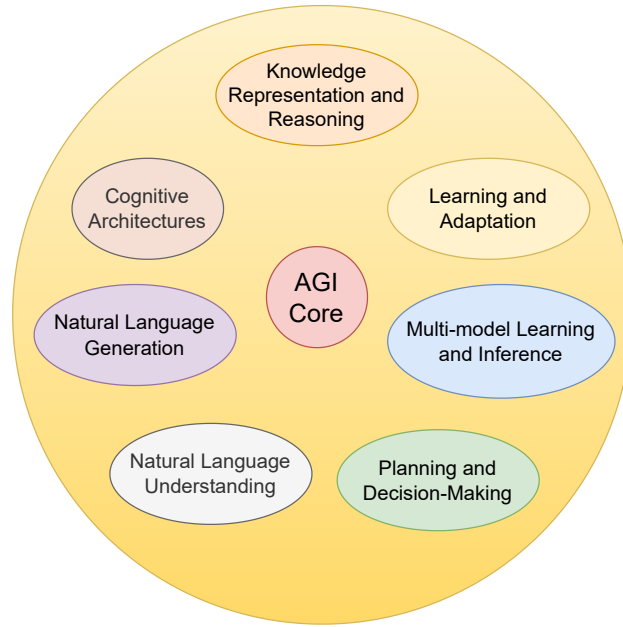 Knowledge
Representation and
Reasoning
Cognitive
Architectures
Learning and
Adaptation
AGI
Core
Natural Language
Generation
Multi-model Learning
and Inference
Natural Language
Understanding
Planning and
Decision-Making